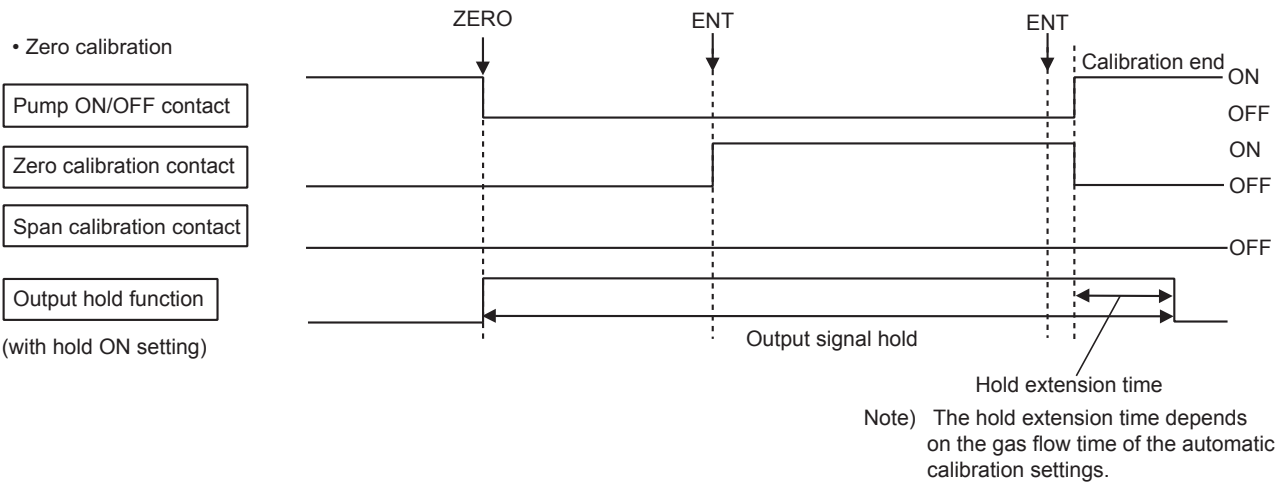 ZERO
ENT
ENT
• Zero calibration
Calibration end
ON
Pump ON/OFF contact
OFF
ON
Zero calibration contact
OFF
Span calibration contact
OFF
Output hold function
(with hold ON setting)
Output signal hold
Hold extension time
Note) The hold extension time depends
on the gas flow time of the automatic
calibration settings.